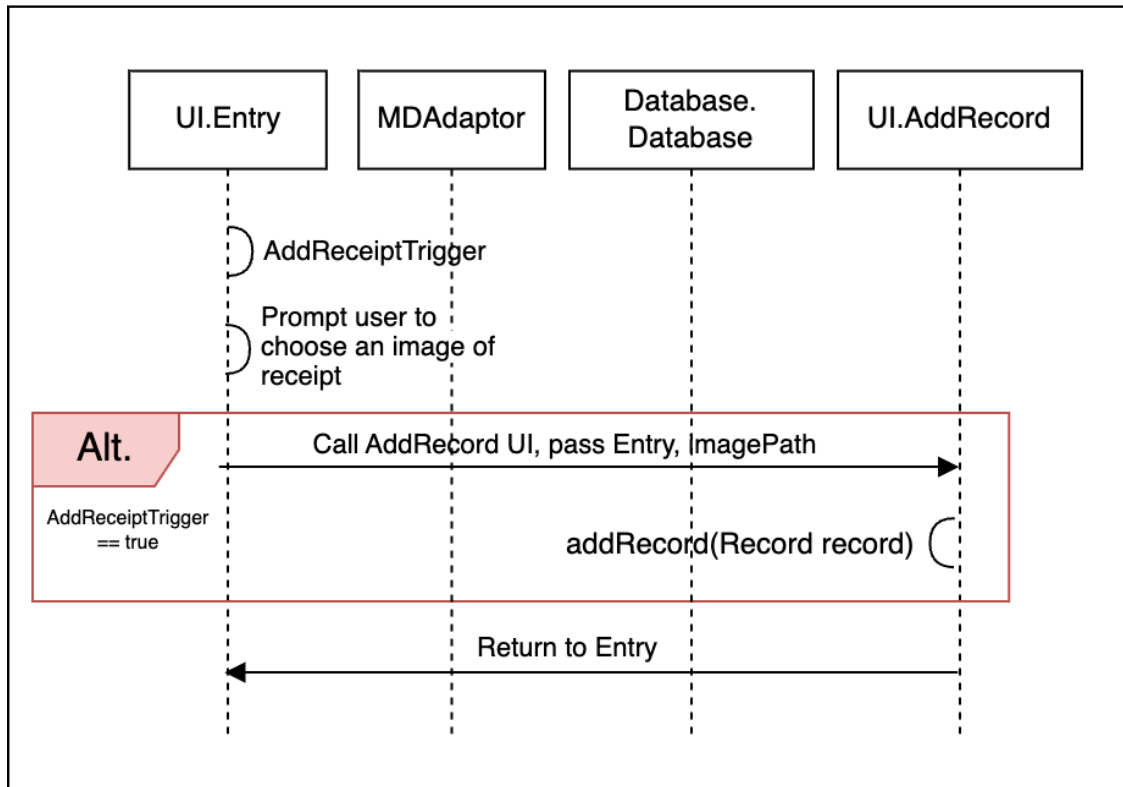 UI.Entry
MDAdaptor
Database.
Database
UI.AddRecord
AddReceiptTrigger
Prompt user to
choose an image of
receipt
Alt.
Call AddRecord UI, pass Entry, ImagePath
AddReceiptTrigger
== true
addRecord(Record record)
Return to Entry